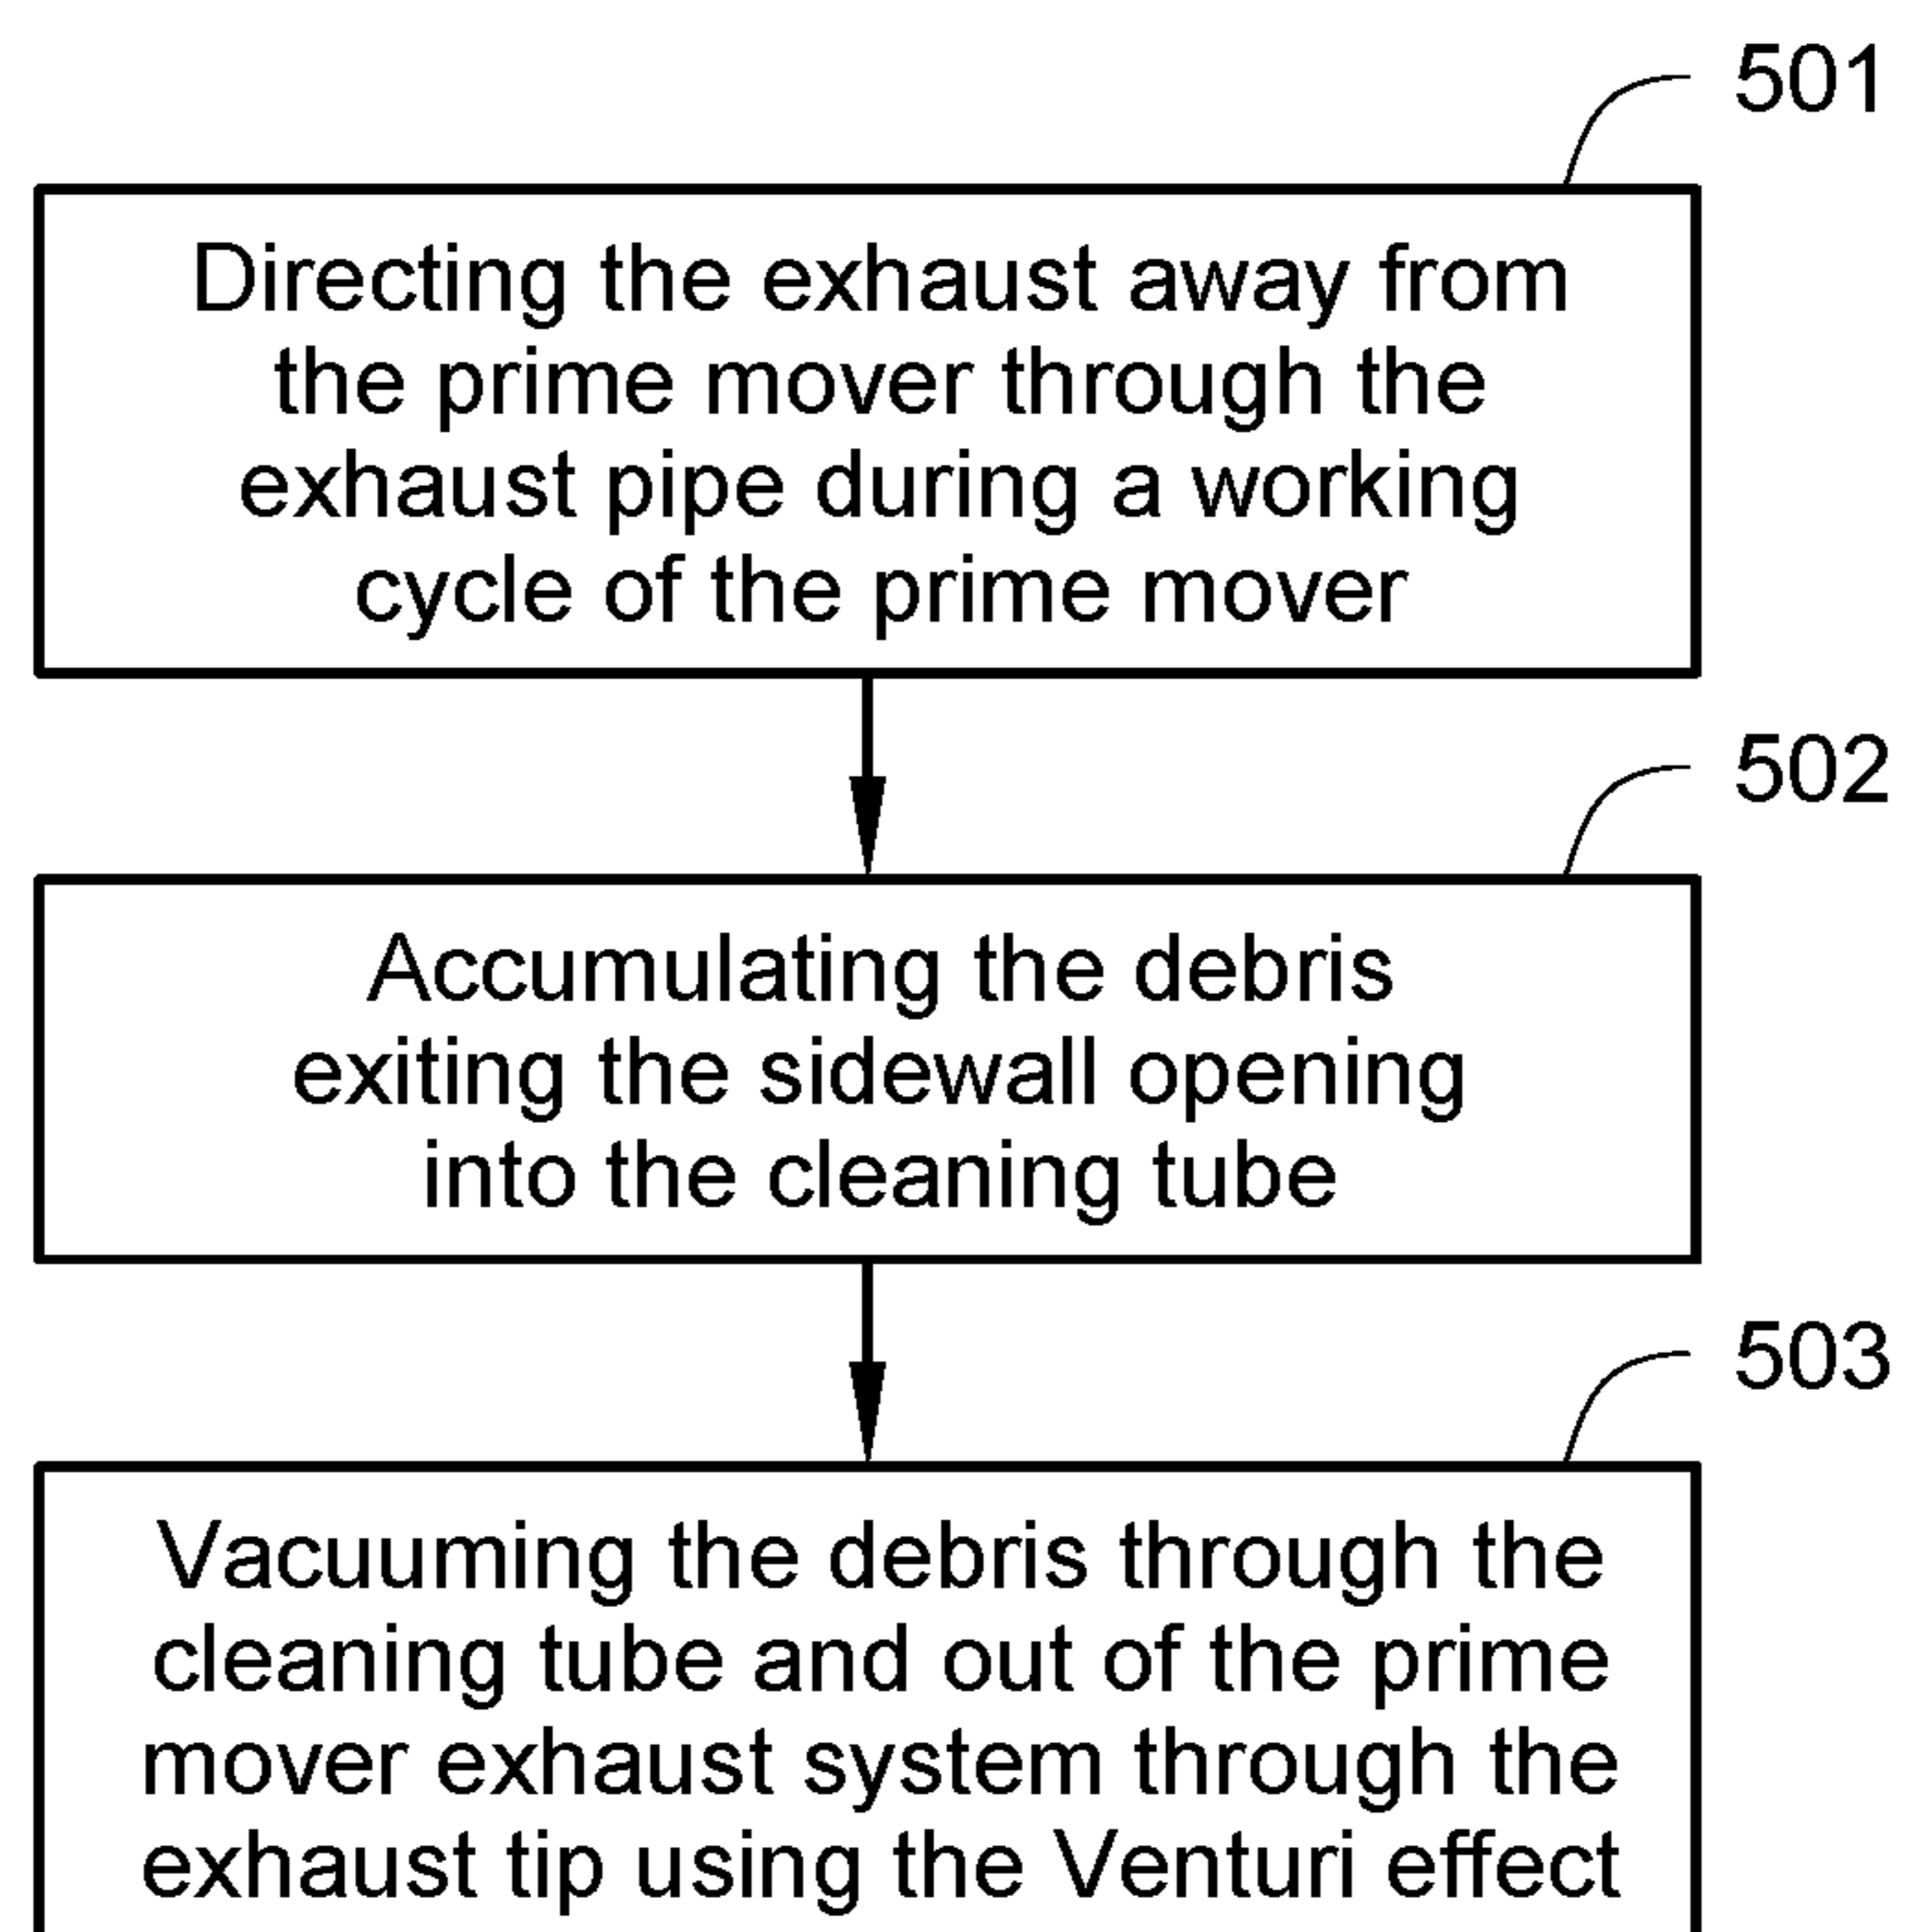 501
Directing the exhaust away from
the prime mover through the
exhaust pipe during a working
cycle of the prime mover
502
Accumulating the debris
exiting the sidewall opening
into the cleaning tube
503
Vacuuming the debris through the
cleaning tube and out of the prime
mover exhaust system through the
exhaust tip using the Venturi effect